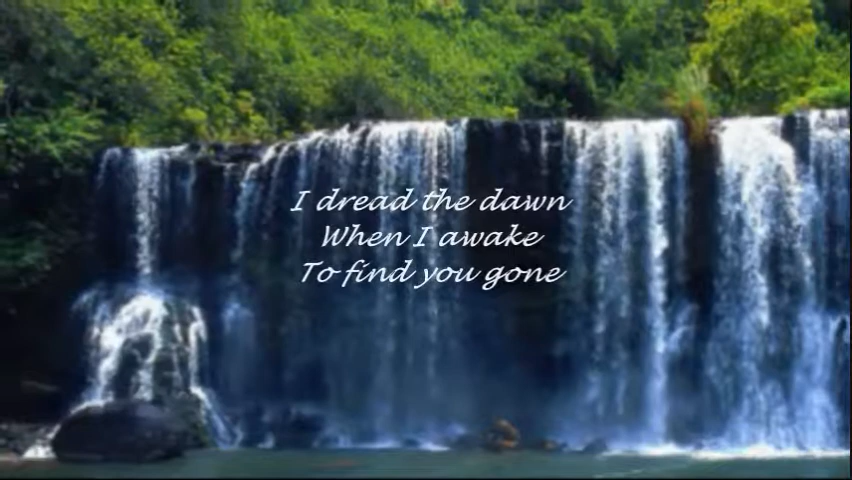 I dread the dawn
When I awake
To find you gone